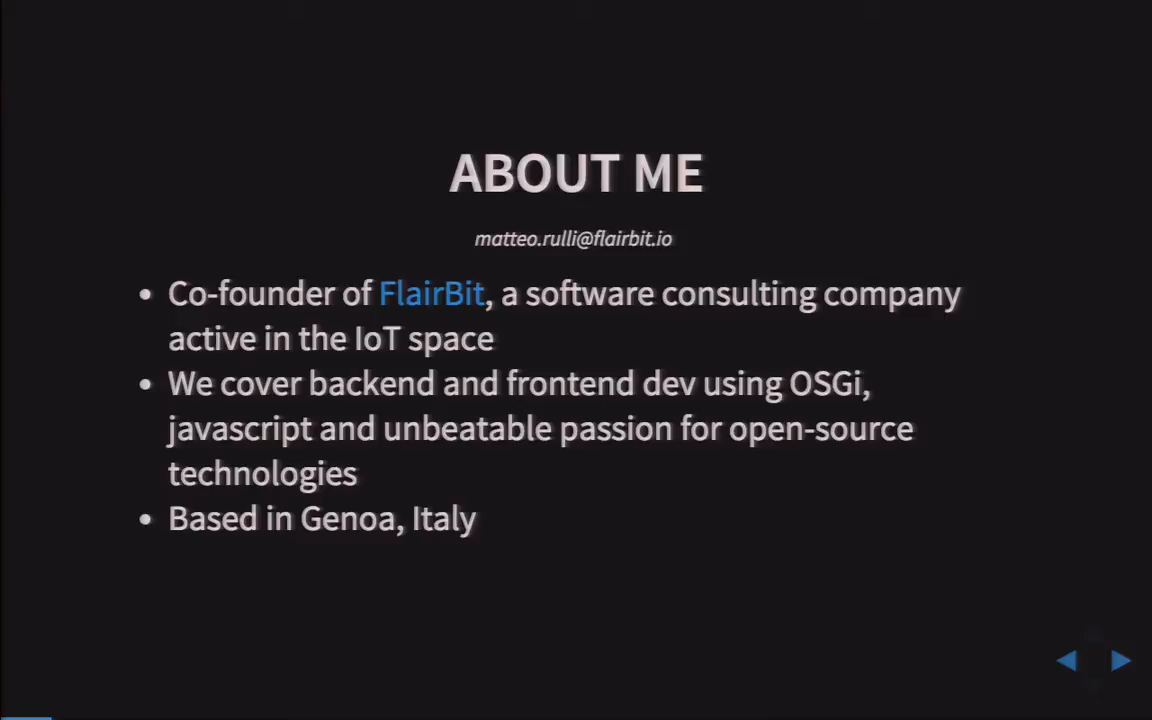 ABOUT ME
matteo.rulli@flairbit.io
• Co-founder of FlairBit, a software consulting company
active in the IoT space
• We cover backend and frontend dev using OSGi,
javascript and unbeatable passion for open-source
technologies
• Based in Genoa, Italy